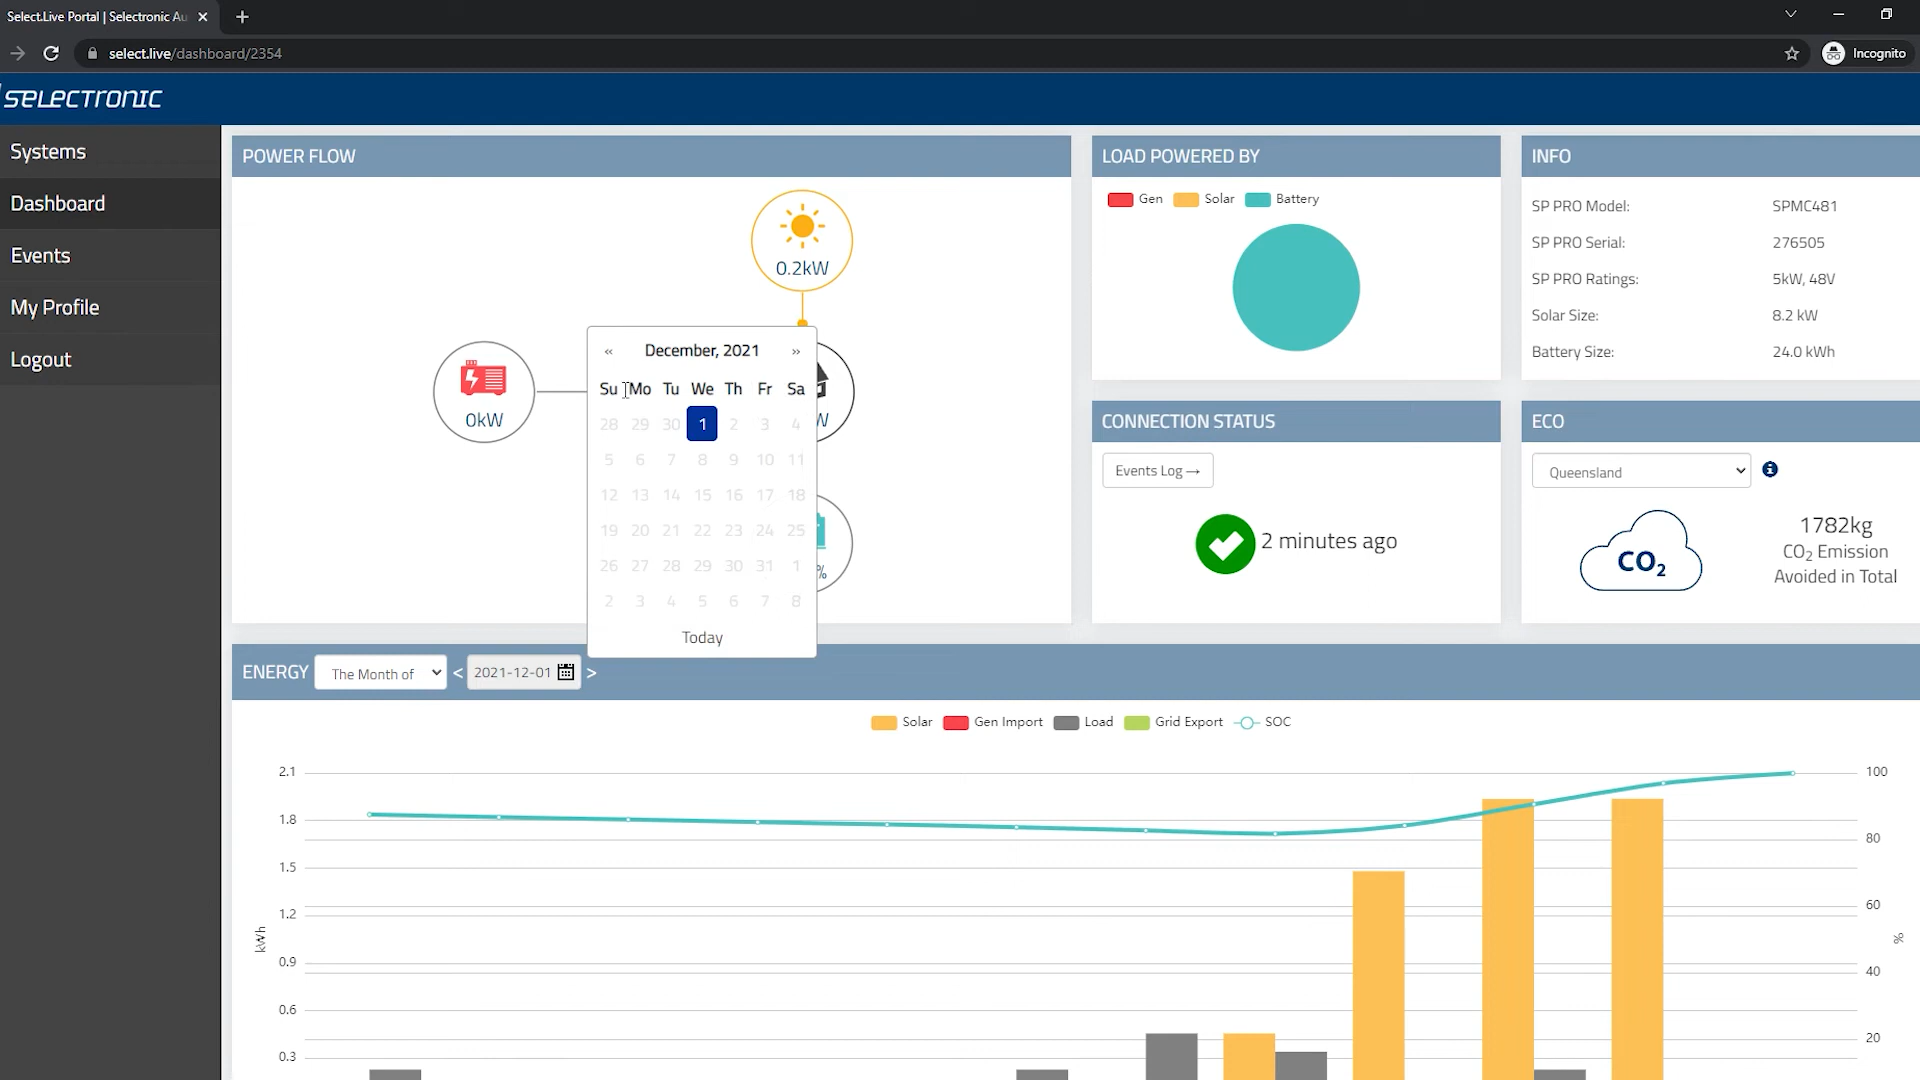 Select.Live Portal | Selectronic Au
select.live/dashboard/2354
Incognito
SELECTRONIC
Systems
Dashboard
Events
My Profile
Logout
POWER FLOW
0.2kW
0kW
W
%
« December, 2021 »
Su Mo Tu We Th Fr Sa
28 29 30 1 2 3 4
5 6 7 8 9 10 11
12 13 14 15 16 17 18
19 20 21 22 23 24 25
26 27 28 29 30 31 1
2 3 4 5 6 7 8
Today
LOAD POWERED BY
Gen Solar Battery
INFO
SP PRO Model: SPMC481
SP PRO Serial: 276505
SP PRO Ratings: 5kW, 48V
Solar Size: 8.2 kW
Battery Size: 24.0 kWh
CONNECTION STATUS
Events Log→
2 minutes ago
ECO
Queensland
CO₂
1782kg
CO₂ Emission
Avoided in Total
ENERGY The Month of < 2021-12-01 >
Solar Gen Import Load Grid Export SOC
2.1
1.8
1.5
1.2
0.9
0.6
0.3
kWh
100
80
60
40
20
%